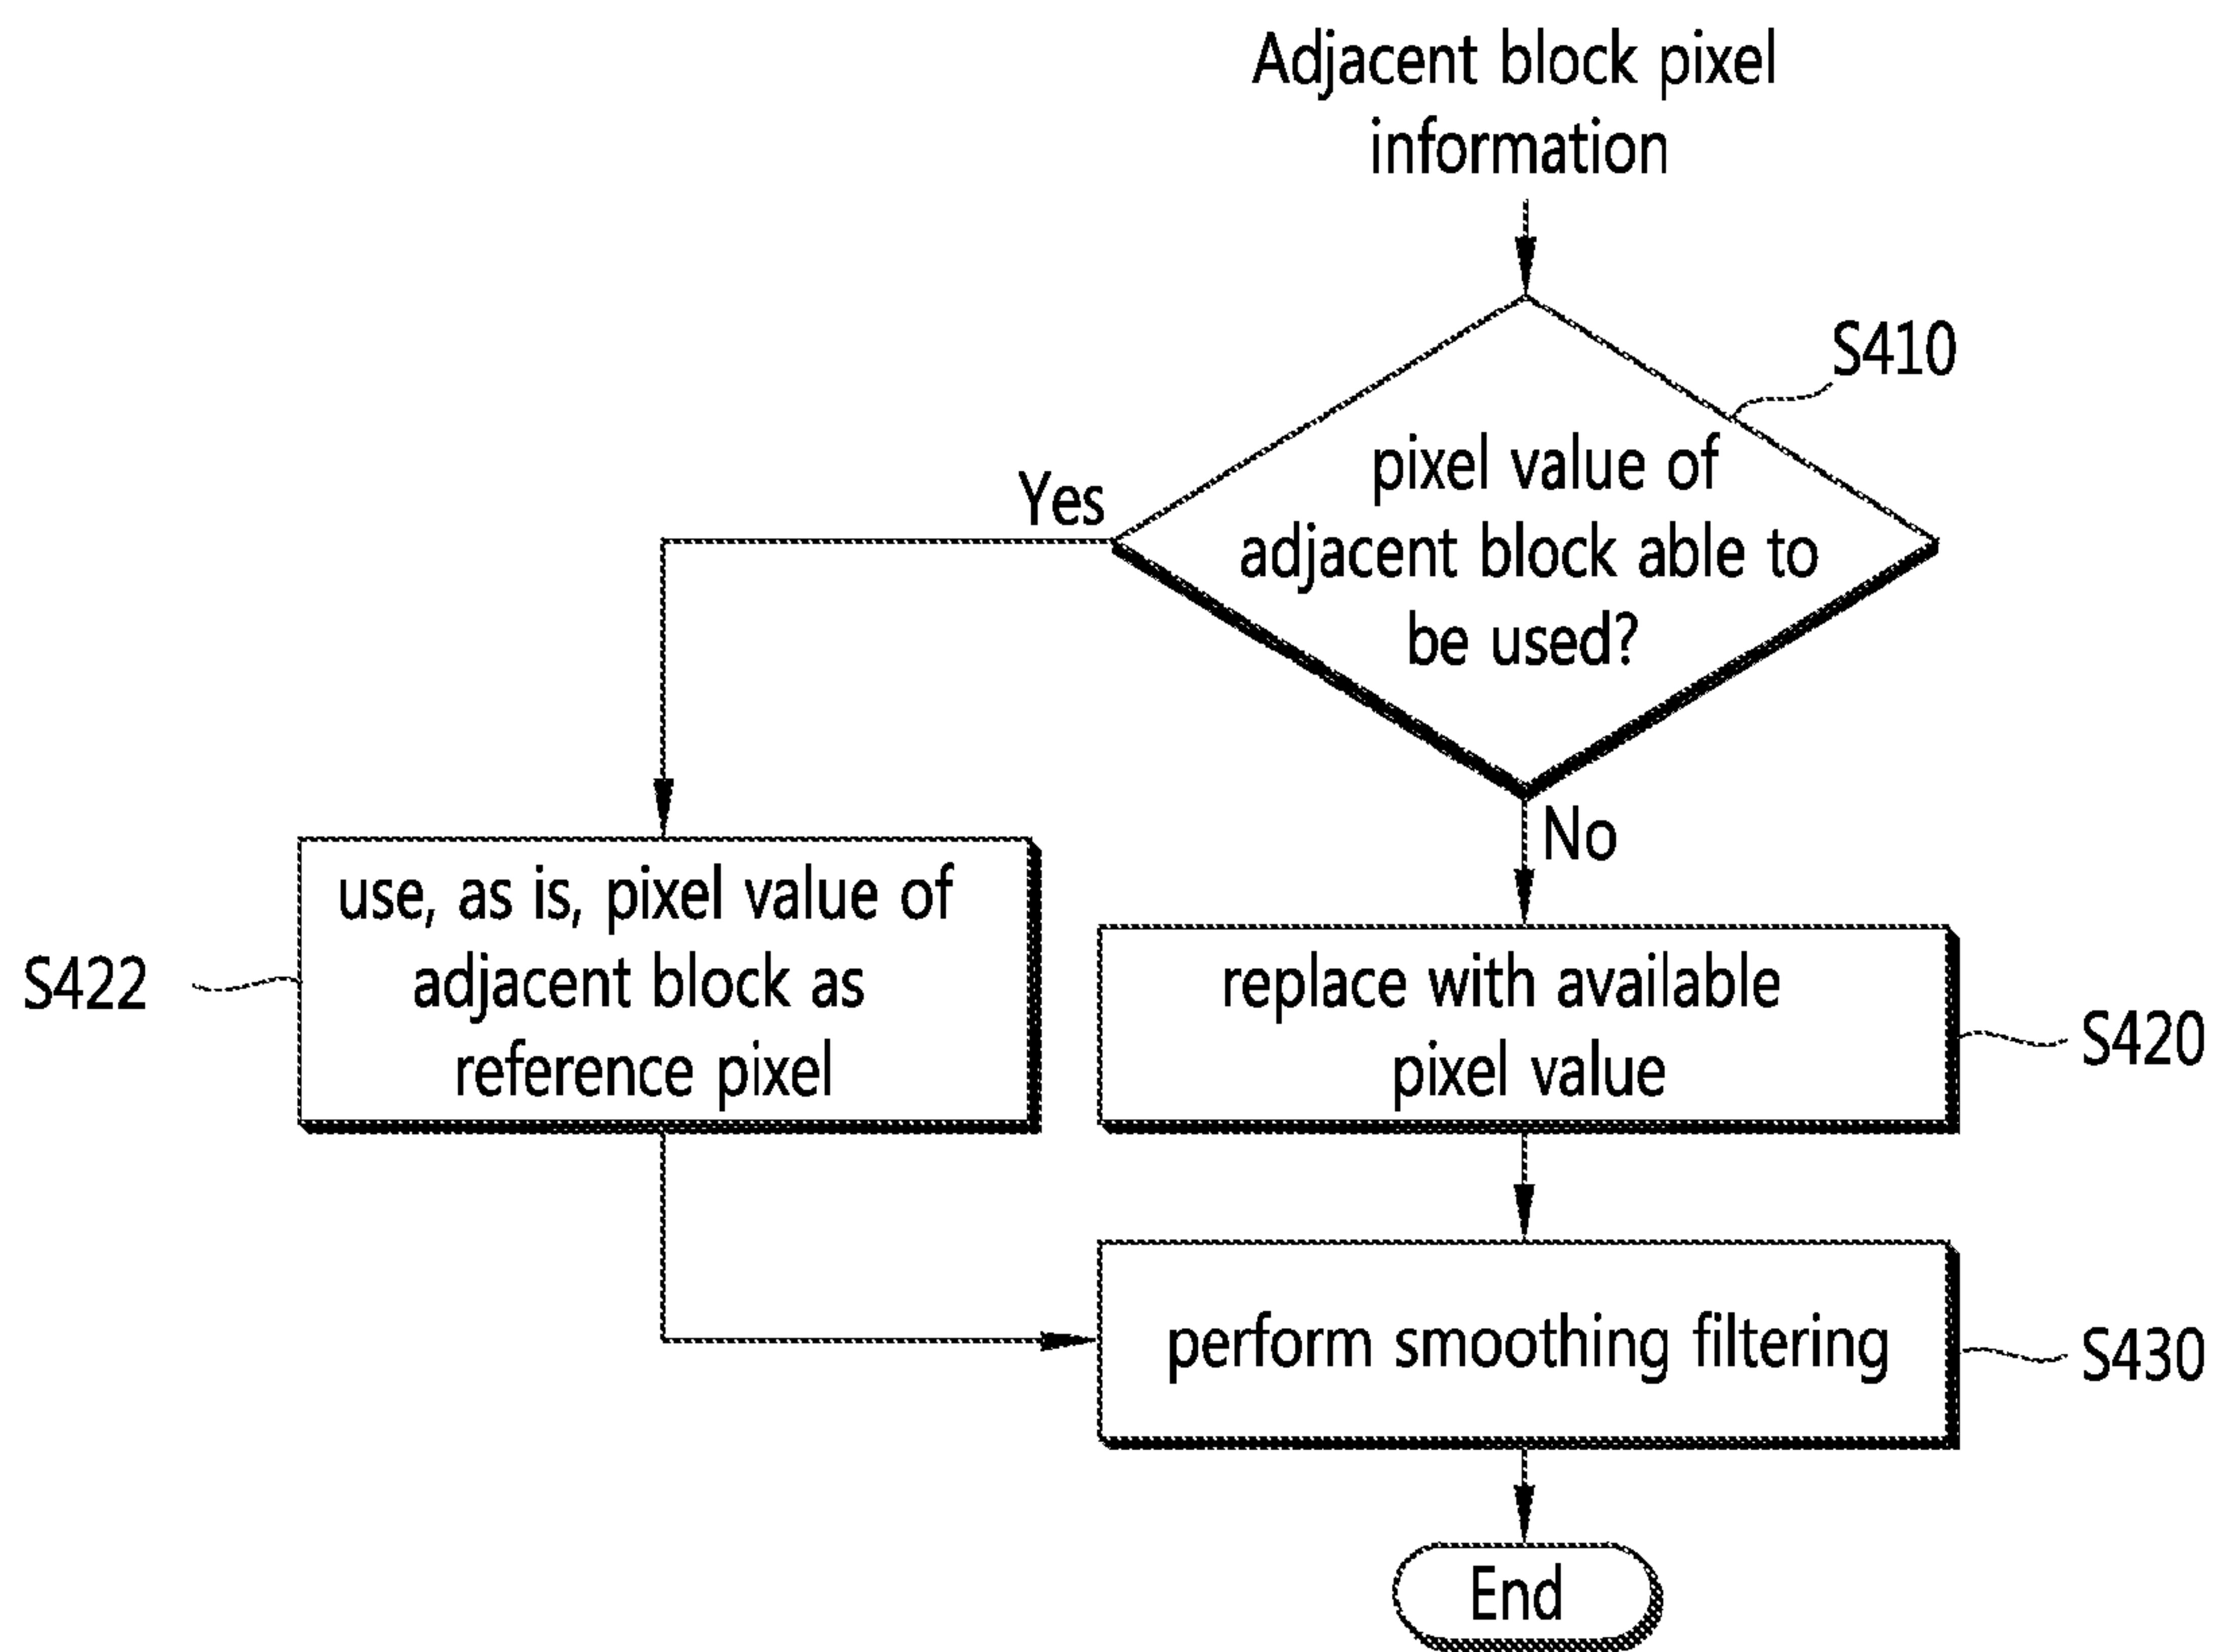 Adjacent block pixel
information
S410
pixel value of
adjacent block able to
be used?
Yes
No
use, as is, pixel value of
adjacent block as
reference pixel
S422
replace with available
pixel value
S420
perform smoothing filtering
S430
End